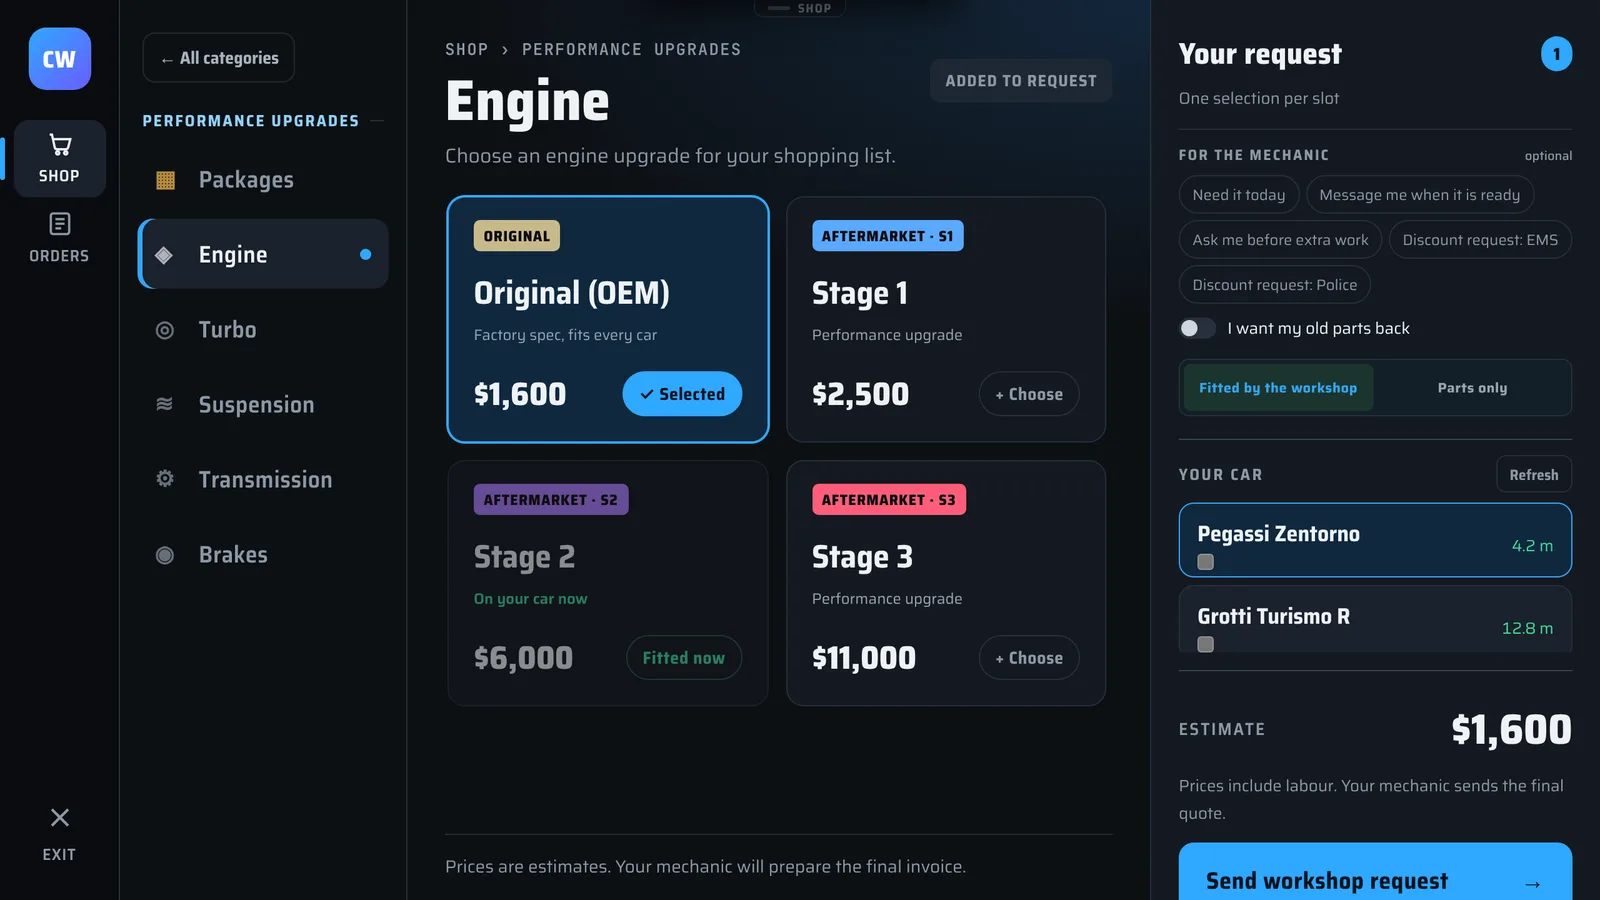 CW
SHOP
ORDERS
EXIT
← All categories
PERFORMANCE UPGRADES
Packages
Engine
Turbo
Suspension
Transmission
Brakes
SHOP
SHOP › PERFORMANCE UPGRADES
Engine
ADDED TO REQUEST
Choose an engine upgrade for your shopping list.
ORIGINAL
Original (OEM)
Factory spec, fits every car
$1,600
✓ Selected
AFTERMARKET · S1
Stage 1
Performance upgrade
$2,500
+ Choose
AFTERMARKET · S2
Stage 2
On your car now
$6,000
Fitted now
AFTERMARKET · S3
Stage 3
Performance upgrade
$11,000
+ Choose
Prices are estimates. Your mechanic will prepare the final invoice.
Your request
1
One selection per slot
FOR THE MECHANIC
optional
Need it today
Message me when it is ready
Ask me before extra work
Discount request: EMS
Discount request: Police
I want my old parts back
Fitted by the workshop
Parts only
YOUR CAR
Refresh
Pegassi Zentorno
4.2 m
Grotti Turismo R
12.8 m
ESTIMATE
$1,600
Prices include labour. Your mechanic sends the final
quote.
Send workshop request →